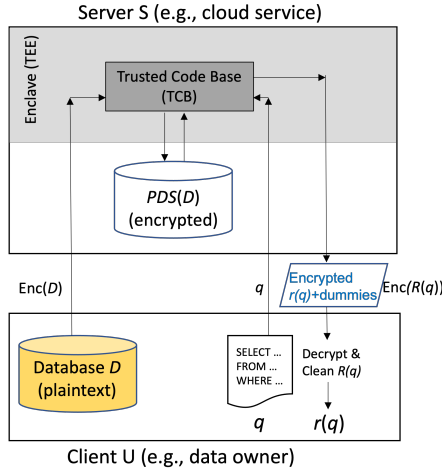 Server S (e.g., cloud service)
Enclave (TEE)
Trusted Code Base
(TCB)
PDS(D)
(encrypted)
Enc(D)
q
Encrypted
r(q)+dummies
Enc(R(q))
Database D
(plaintext)
SELECT ...
FROM ...
WHERE ...
Decrypt &
Clean R(q)
q
r(q)
Client U (e.g., data owner)